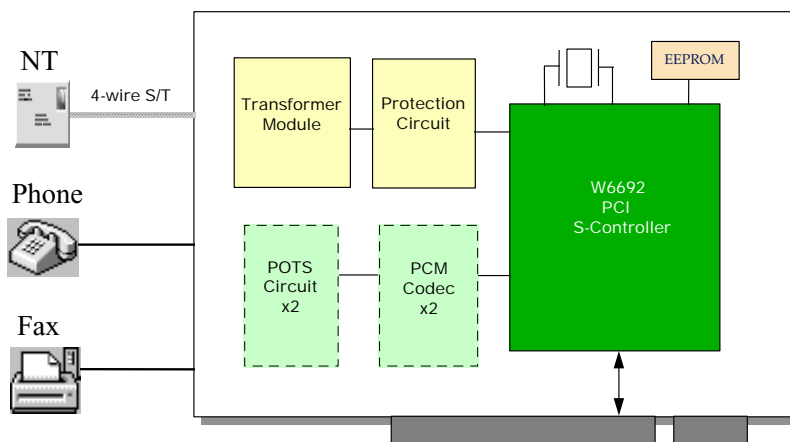 NT
4-wire S/T
Phone
Fax
Transformer
Module
Protection
Circuit
EEPROM
W6692
PCI
S-Controller
POTS
Circuit
x2
PCM
Codec
x2